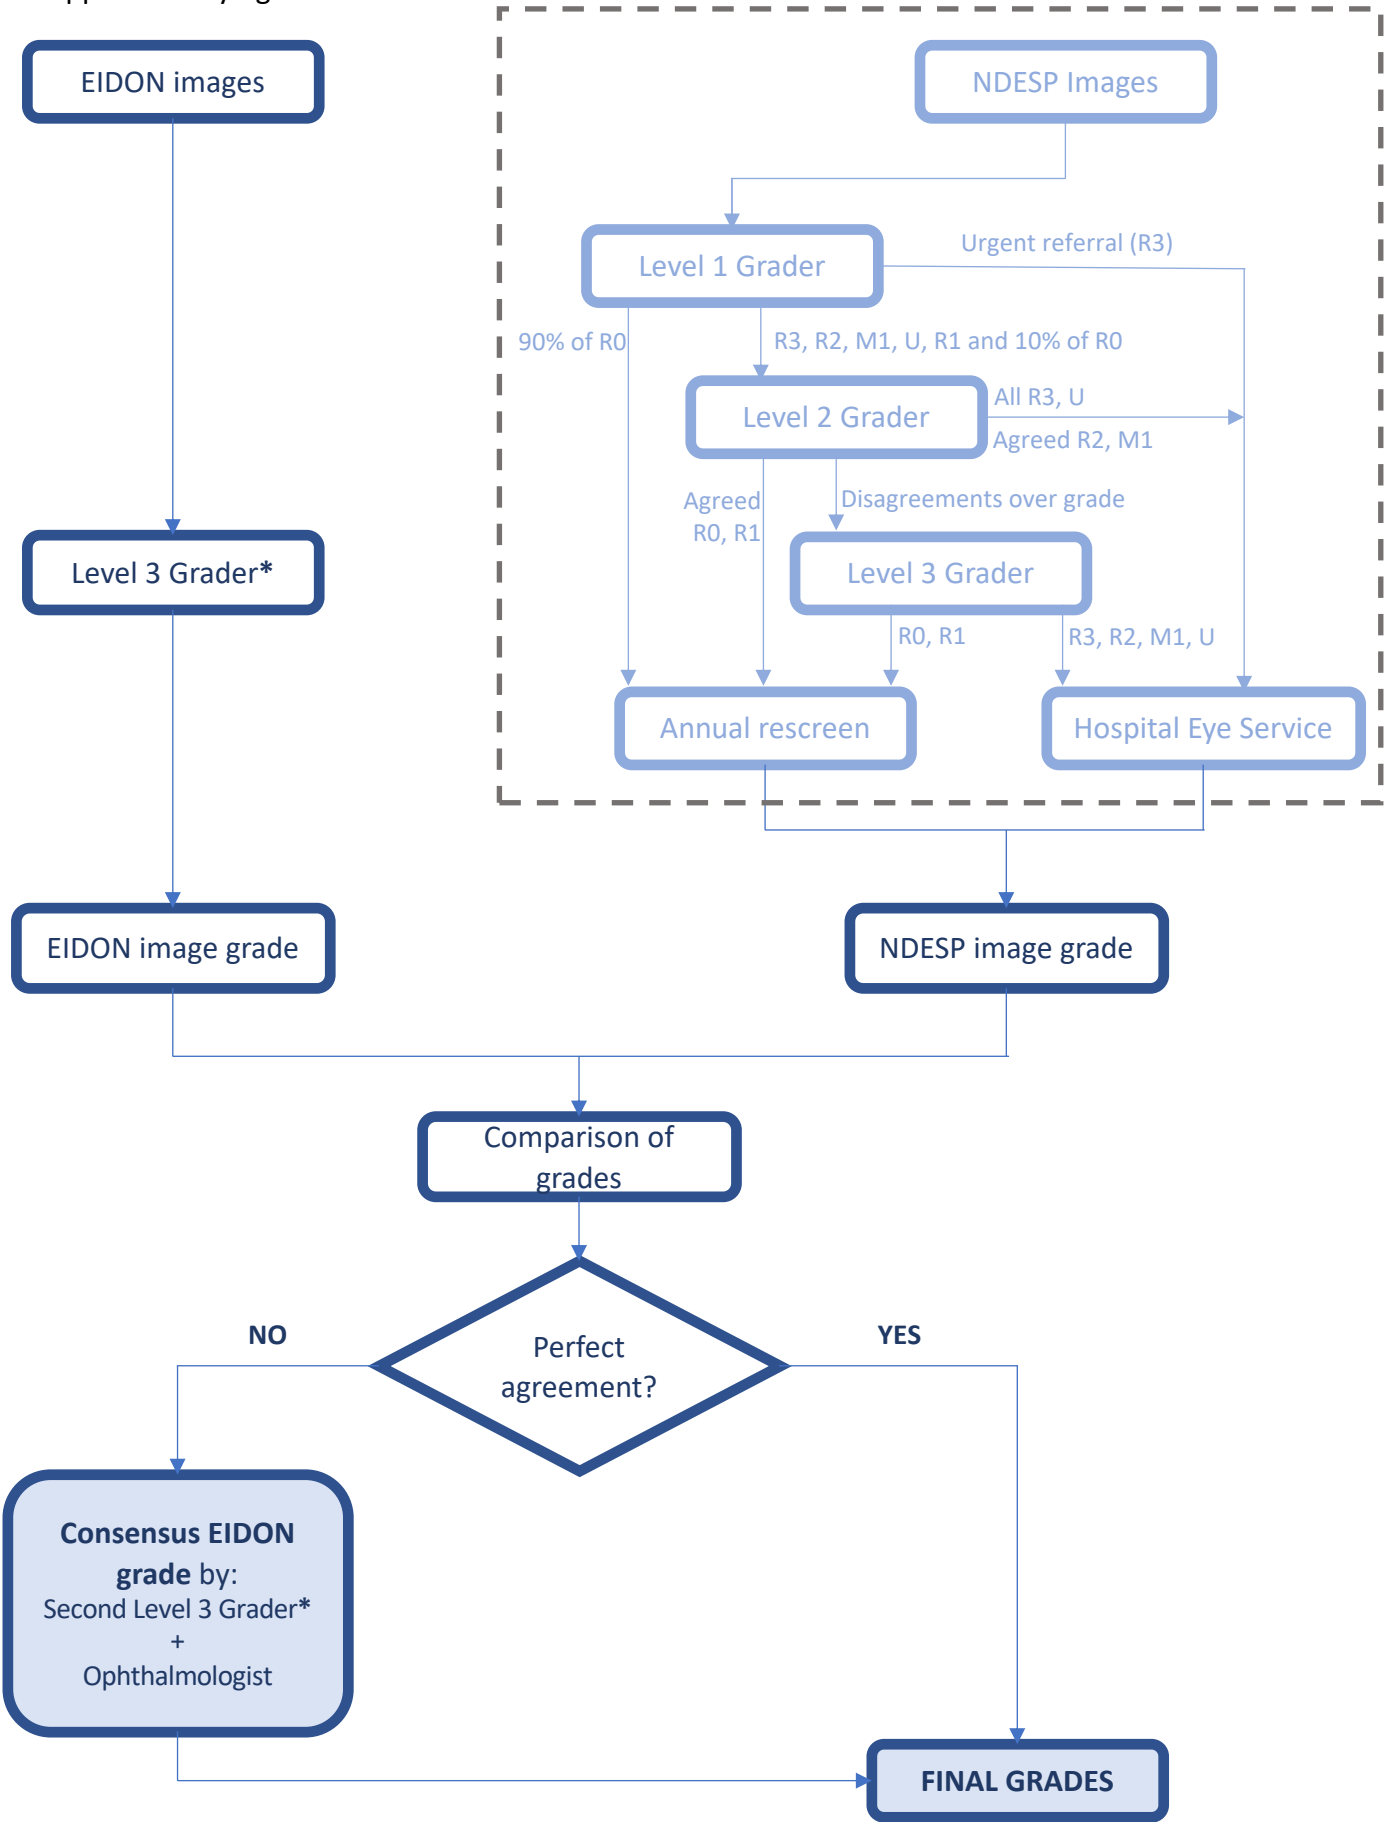 EIDON images
NDESP Images
Level 1 Grader
Urgent referral (R3)
90% of R0
R3, R2, M1, U, R1 and 10% of R0
Level 2 Grader
All R3, U
Agreed R2, M1
Agreed
R0, R1
Disagreements over grade
Level 3 Grader*
Level 3 Grader
R0, R1
R3, R2, M1, U
Annual rescreen
Hospital Eye Service
EIDON image grade
NDESP image grade
Comparison of
grades
Perfect
agreement?
NO
YES
Consensus EIDON
grade by:
Second Level 3 Grader*
+
Ophthalmologist
FINAL GRADES